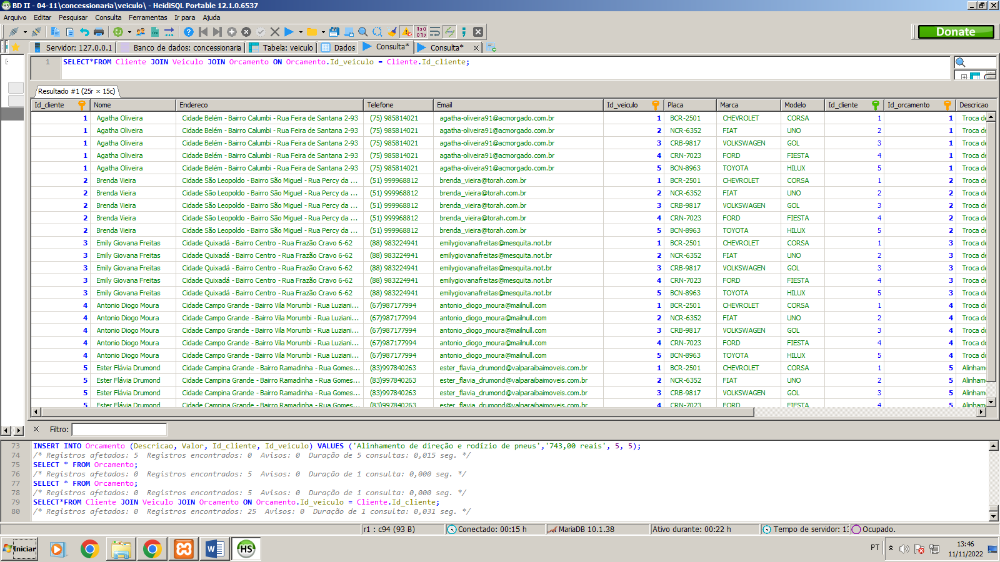 BD II - 04-11\concessionaria\veiculo\ - HeidiSQL Portable 12.1.0.6537
Arquivo Editar Pesquisar Consulta Ferramentas Ir para Ajuda
Donate
Servidor: 127.0.0.1 Banco de dados: concessionaria Tabela: veiculo Dados Consulta* Consulta*
1 SELECT*FROM Cliente JOIN Veiculo JOIN Orcamento ON Orcamento.Id_veiculo = Cliente.Id_cliente;
Resultado #1 (25r × 15c)
Id_cliente Nome Endereco Telefone Email Id_veiculo Placa Marca Modelo Id_cliente Id_orcamento Descricao
1 Agatha Oliveira Cidade Belém - Bairro Calumbi - Rua Feira de Santana 2-93 (75) 985814021 agatha-oliveira91@acmorgado.com.br 1 BCR-2501 CHEVROLET CORSA 1 1 Troca de
1 Agatha Oliveira Cidade Belém - Bairro Calumbi - Rua Feira de Santana 2-93 (75) 985814021 agatha-oliveira91@acmorgado.com.br 2 NCR-6352 FIAT UNO 2 1 Troca de
1 Agatha Oliveira Cidade Belém - Bairro Calumbi - Rua Feira de Santana 2-93 (75) 985814021 agatha-oliveira91@acmorgado.com.br 3 CRB-9817 VOLKSWAGEN GOL 3 1 Troca de
1 Agatha Oliveira Cidade Belém - Bairro Calumbi - Rua Feira de Santana 2-93 (75) 985814021 agatha-oliveira91@acmorgado.com.br 4 CRN-7023 FORD FIESTA 4 1 Troca de
1 Agatha Oliveira Cidade Belém - Bairro Calumbi - Rua Feira de Santana 2-93 (75) 985814021 agatha-oliveira91@acmorgado.com.br 5 BCN-8963 TOYOTA HILUX 5 1 Troca de
2 Brenda Vieira Cidade São Leopoldo - Bairro São Miguel - Rua Percy da ... (51) 999968812 brenda_vieira@torah.com.br 1 BCR-2501 CHEVROLET CORSA 1 2 Troca de
2 Brenda Vieira Cidade São Leopoldo - Bairro São Miguel - Rua Percy da ... (51) 999968812 brenda_vieira@torah.com.br 2 NCR-6352 FIAT UNO 2 2 Troca de
2 Brenda Vieira Cidade São Leopoldo - Bairro São Miguel - Rua Percy da ... (51) 999968812 brenda_vieira@torah.com.br 3 CRB-9817 VOLKSWAGEN GOL 3 2 Troca de
2 Brenda Vieira Cidade São Leopoldo - Bairro São Miguel - Rua Percy da ... (51) 999968812 brenda_vieira@torah.com.br 4 CRN-7023 FORD FIESTA 4 2 Troca de
2 Brenda Vieira Cidade São Leopoldo - Bairro São Miguel - Rua Percy da ... (51) 999968812 brenda_vieira@torah.com.br 5 BCN-8963 TOYOTA HILUX 5 2 Troca de
3 Emily Giovana Freitas Cidade Quixadá - Bairro Centro - Rua Frazão Cravo 6-62 (88) 983224941 emilygiovanafreitas@mesquita.not.br 1 BCR-2501 CHEVROLET CORSA 1 3 Troca de
3 Emily Giovana Freitas Cidade Quixadá - Bairro Centro - Rua Frazão Cravo 6-62 (88) 983224941 emilygiovanafreitas@mesquita.not.br 2 NCR-6352 FIAT UNO 2 3 Troca de
3 Emily Giovana Freitas Cidade Quixadá - Bairro Centro - Rua Frazão Cravo 6-62 (88) 983224941 emilygiovanafreitas@mesquita.not.br 3 CRB-9817 VOLKSWAGEN GOL 3 3 Troca de
3 Emily Giovana Freitas Cidade Quixadá - Bairro Centro - Rua Frazão Cravo 6-62 (88) 983224941 emilygiovanafreitas@mesquita.not.br 4 CRN-7023 FORD FIESTA 4 3 Troca de
3 Emily Giovana Freitas Cidade Quixadá - Bairro Centro - Rua Frazão Cravo 6-62 (88) 983224941 emilygiovanafreitas@mesquita.not.br 5 BCN-8963 TOYOTA HILUX 5 3 Troca de
4 Antonio Diogo Moura Cidade Campo Grande - Bairro Vila Morumbi - Rua Luziani... (67)987177994 antonio_diogo_moura@mailnull.com 1 BCR-2501 CHEVROLET CORSA 1 4 Troca do
4 Antonio Diogo Moura Cidade Campo Grande - Bairro Vila Morumbi - Rua Luziani... (67)987177994 antonio_diogo_moura@mailnull.com 2 NCR-6352 FIAT UNO 2 4 Troca do
4 Antonio Diogo Moura Cidade Campo Grande - Bairro Vila Morumbi - Rua Luziani... (67)987177994 antonio_diogo_moura@mailnull.com 3 CRB-9817 VOLKSWAGEN GOL 3 4 Troca do
4 Antonio Diogo Moura Cidade Campo Grande - Bairro Vila Morumbi - Rua Luziani... (67)987177994 antonio_diogo_moura@mailnull.com 4 CRN-7023 FORD FIESTA 4 4 Troca do
4 Antonio Diogo Moura Cidade Campo Grande - Bairro Vila Morumbi - Rua Luziani... (67)987177994 antonio_diogo_moura@mailnull.com 5 BCN-8963 TOYOTA HILUX 5 4 Troca do
5 Ester Flávia Drumond Cidade Campina Grande - Bairro Ramadinha - Rua Gomes... (83)997840263 ester_flavia_drumond@valparaibaimoveis.com.br 1 BCR-2501 CHEVROLET CORSA 1 5 Alinham
5 Ester Flávia Drumond Cidade Campina Grande - Bairro Ramadinha - Rua Gomes... (83)997840263 ester_flavia_drumond@valparaibaimoveis.com.br 2 NCR-6352 FIAT UNO 2 5 Alinham
5 Ester Flávia Drumond Cidade Campina Grande - Bairro Ramadinha - Rua Gomes... (83)997840263 ester_flavia_drumond@valparaibaimoveis.com.br 3 CRB-9817 VOLKSWAGEN GOL 3 5 Alinham
5 Ester Flávia Drumond Cidade Campina Grande - Bairro Ramadinha - Rua Gomes... (83)997840263 ester_flavia_drumond@valparaibaimoveis.com.br 4 CRN-7023 FORD FIESTA 4 5 Alinham
Filtro:
73 INSERT INTO Orcamento (Descricao, Valor, Id_cliente, Id_veiculo) VALUES ('Alinhamento de direção e rodízio de pneus','743,00 reais', 5, 5);
74 /* Registros afetados: 5 Registros encontrados: 0 Avisos: 0 Duração de 5 consultas: 0,015 seg. */
75 SELECT * FROM Orcamento;
76 /* Registros afetados: 0 Registros encontrados: 5 Avisos: 0 Duração de 1 consulta: 0,000 seg. */
77 SELECT * FROM Orcamento;
78 /* Registros afetados: 0 Registros encontrados: 5 Avisos: 0 Duração de 1 consulta: 0,000 seg. */
79 SELECT*FROM Cliente JOIN Veiculo JOIN Orcamento ON Orcamento.Id_veiculo = Cliente.Id_cliente;
80 /* Registros afetados: 0 Registros encontrados: 25 Avisos: 0 Duração de 1 consulta: 0,031 seg. */
r1 : c94 (93 B) Conectado: 00:15 h MariaDB 10.1.38 Ativo durante: 00:22 h Tempo de servidor: 13 Ocupado.
Iniciar HS PT 13:46
11/11/2022